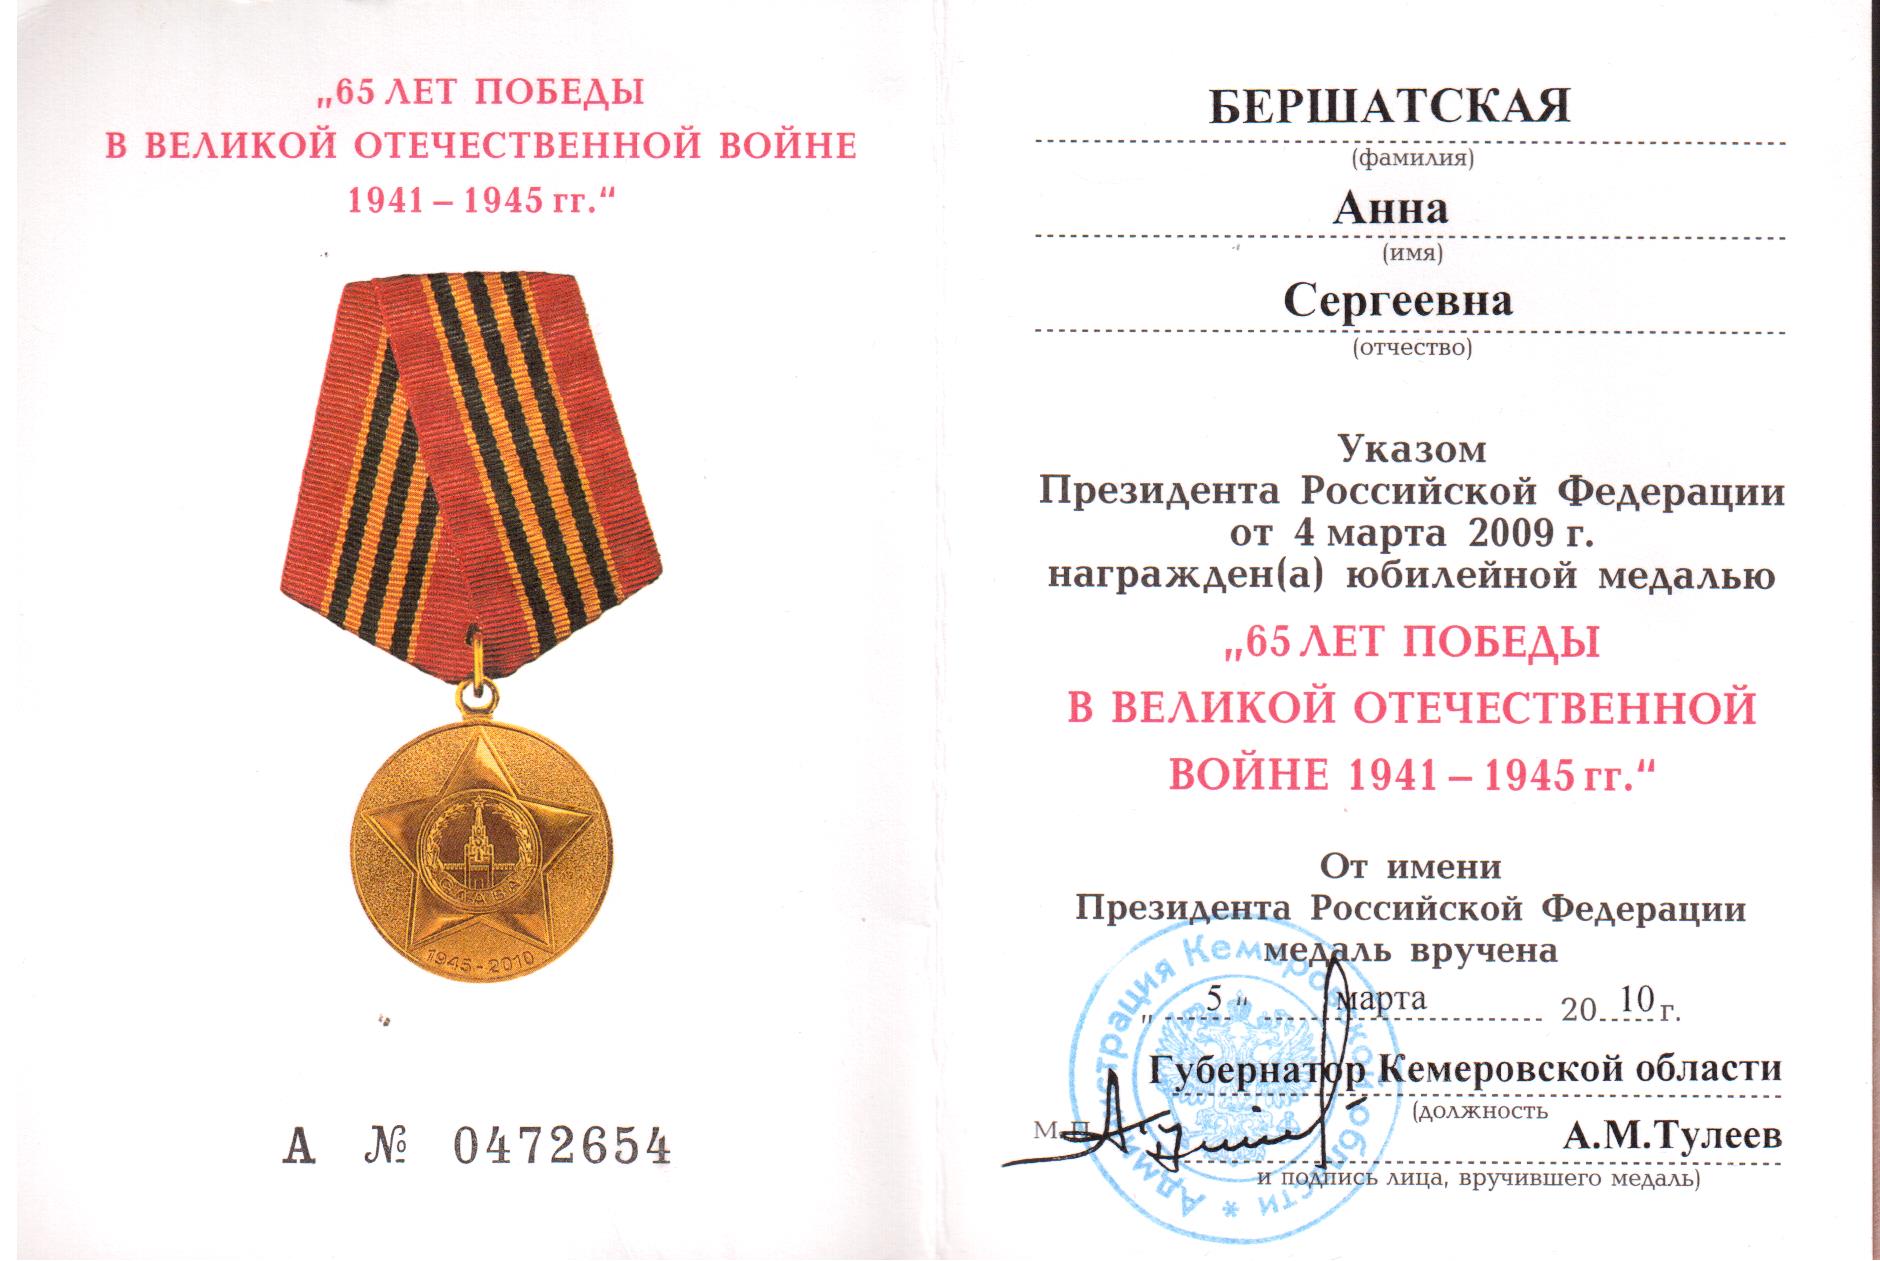 „65 ЛЕТ ПОБЕДЫ
В ВЕЛИКОЙ ОТЕЧЕСТВЕННОЙ ВОЙНЕ
1941 – 1945 гг.“
СЛАВА
1945-2010
А № 0472654
БЕРШАТСКАЯ
(фамилия)
Анна
(имя)
Сергеевна
(отчество)
Указом
Президента Российской Федерации
от 4 марта 2009 г.
награжден(а) юбилейной медалью
„65 ЛЕТ ПОБЕДЫ
В ВЕЛИКОЙ ОТЕЧЕСТВЕННОЙ
ВОЙНЕ 1941 – 1945 гг.“
От имени
Президента Российской Федерации
медаль вручена
„ 5 “ марта 20 10 г.
Губернатор Кемеровской области
(должность
М.П.
А.М.Тулеев
и подпись лица, вручившего медаль)
Администрация Кемеровской области *